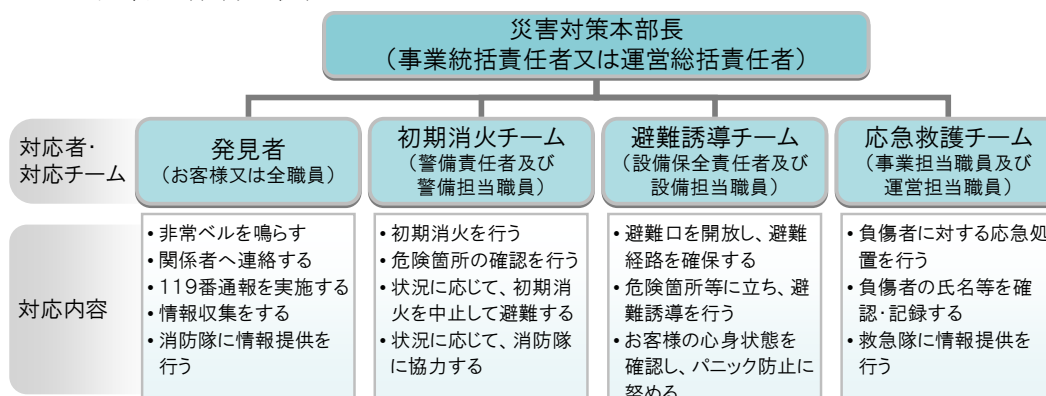 災害対策本部長
（事業統括責任者又は運営総括責任者）
対応者・
対応チーム
発見者
（お客様又は全職員）
初期消火チーム
（警備責任者及び
警備担当職員）
避難誘導チーム
（設備保全責任者及び
設備担当職員）
応急救護チーム
（事業担当職員及び
運営担当職員）
対応内容
・非常ベルを鳴らす
・関係者へ連絡する
・119番通報を実施する
・情報収集をする
・消防隊に情報提供を
行う
・初期消火を行う
・危険箇所の確認を行う
・状況に応じて、初期消
火を中止して避難する
・状況に応じて、消防隊
に協力する
・避難口を開放し、避難
経路を確保する
・危険箇所等に立ち、避
難誘導を行う
・お客様の心身状態を
確認し、パニック防止に
努める
・負傷者に対する応急処
置を行う
・負傷者の氏名等を確
認・記録する
・救急隊に情報提供を
行う